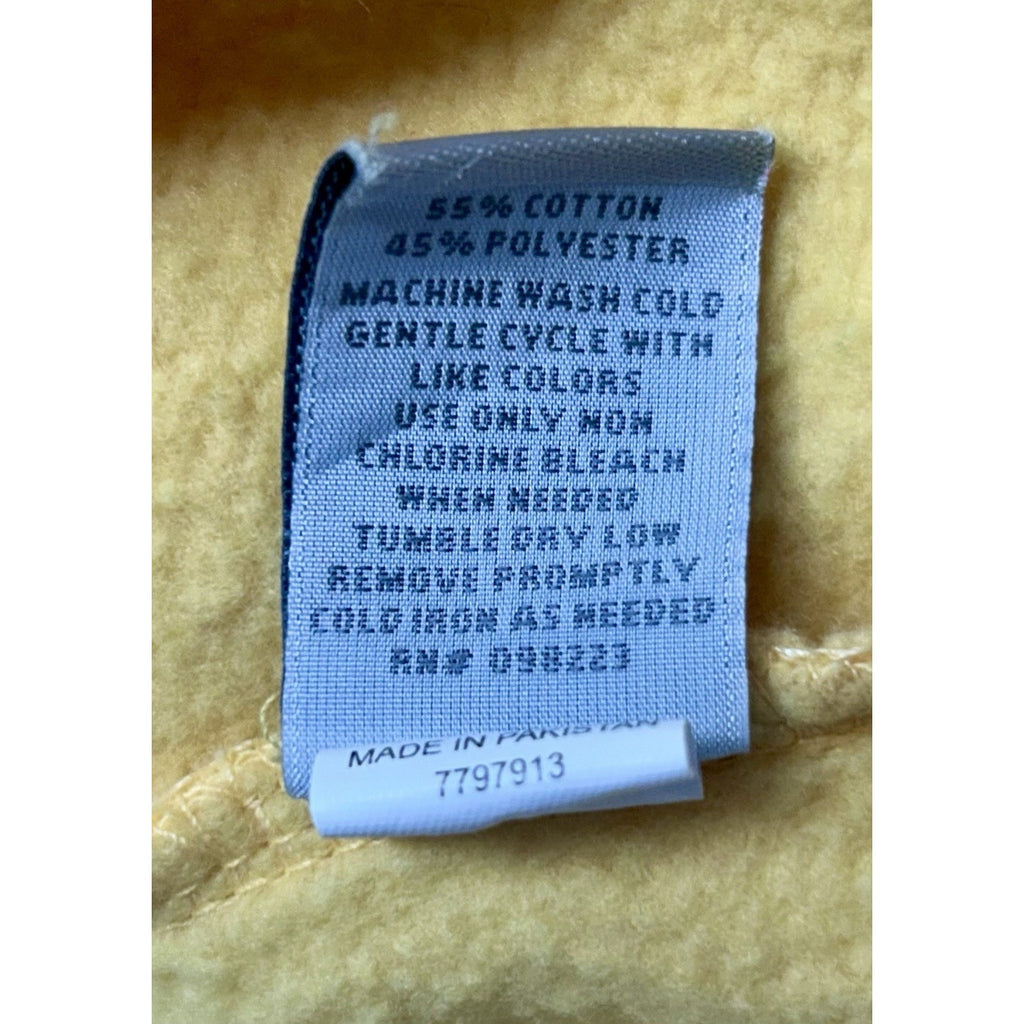 55% COTTON
45% POLYESTER
MACHINE WASH COLD
GENTLE CYCLE WITH
LIKE COLORS
USE ONLY NON
CHLORINE BLEACH
WHEN NEEDED
TUMBLE DRY LOW
REMOVE PROMPTLY
COLD IRON AS NEEDED
RN# 098223
MADE IN PAKISTAN
7797913